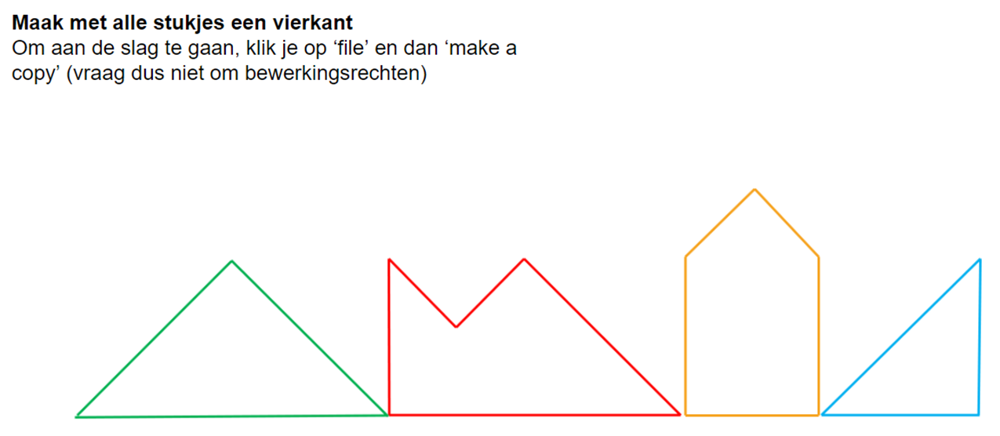 Maak met alle stukjes een vierkant
Om aan de slag te gaan, klik je op ‘file’ en dan ‘make a
copy’ (vraag dus niet om bewerkingsrechten)